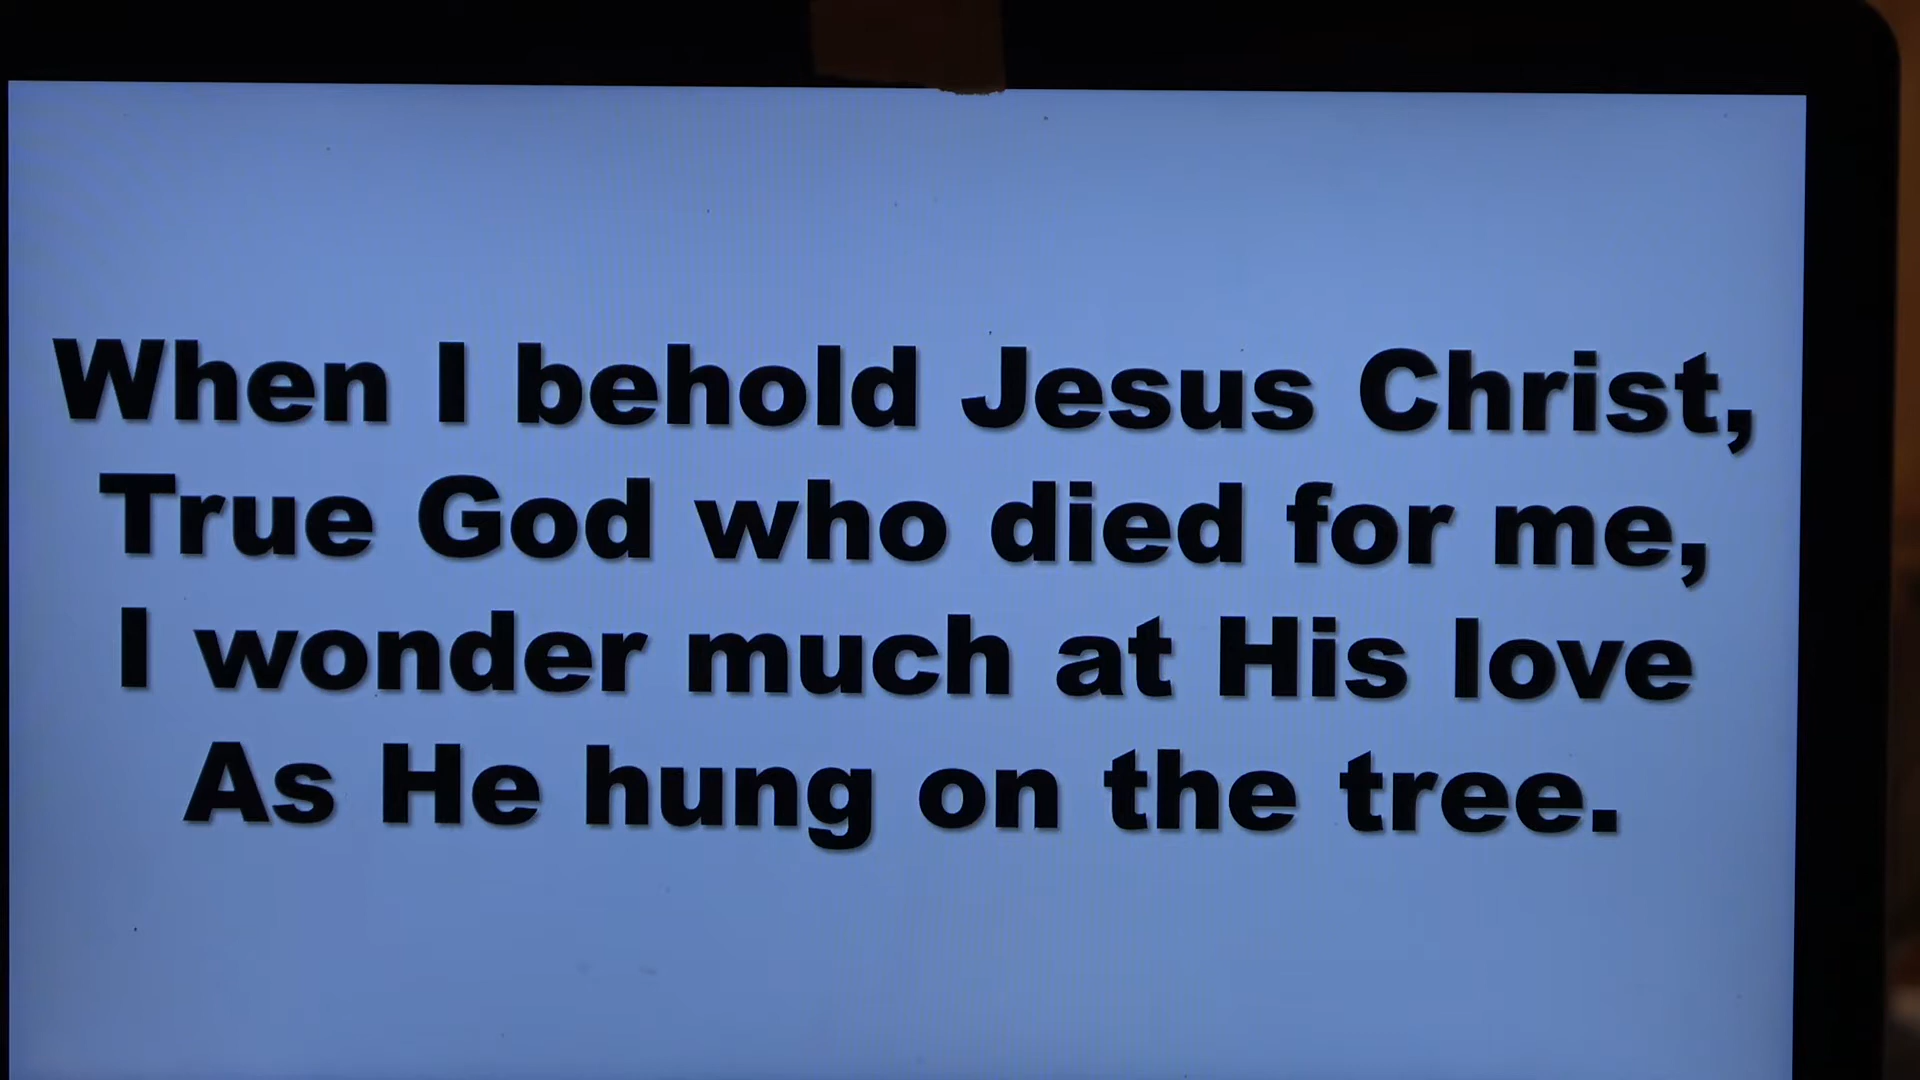 When I behold Jesus Christ,
True God who died for me,
I wonder much at His love
As He hung on the tree.